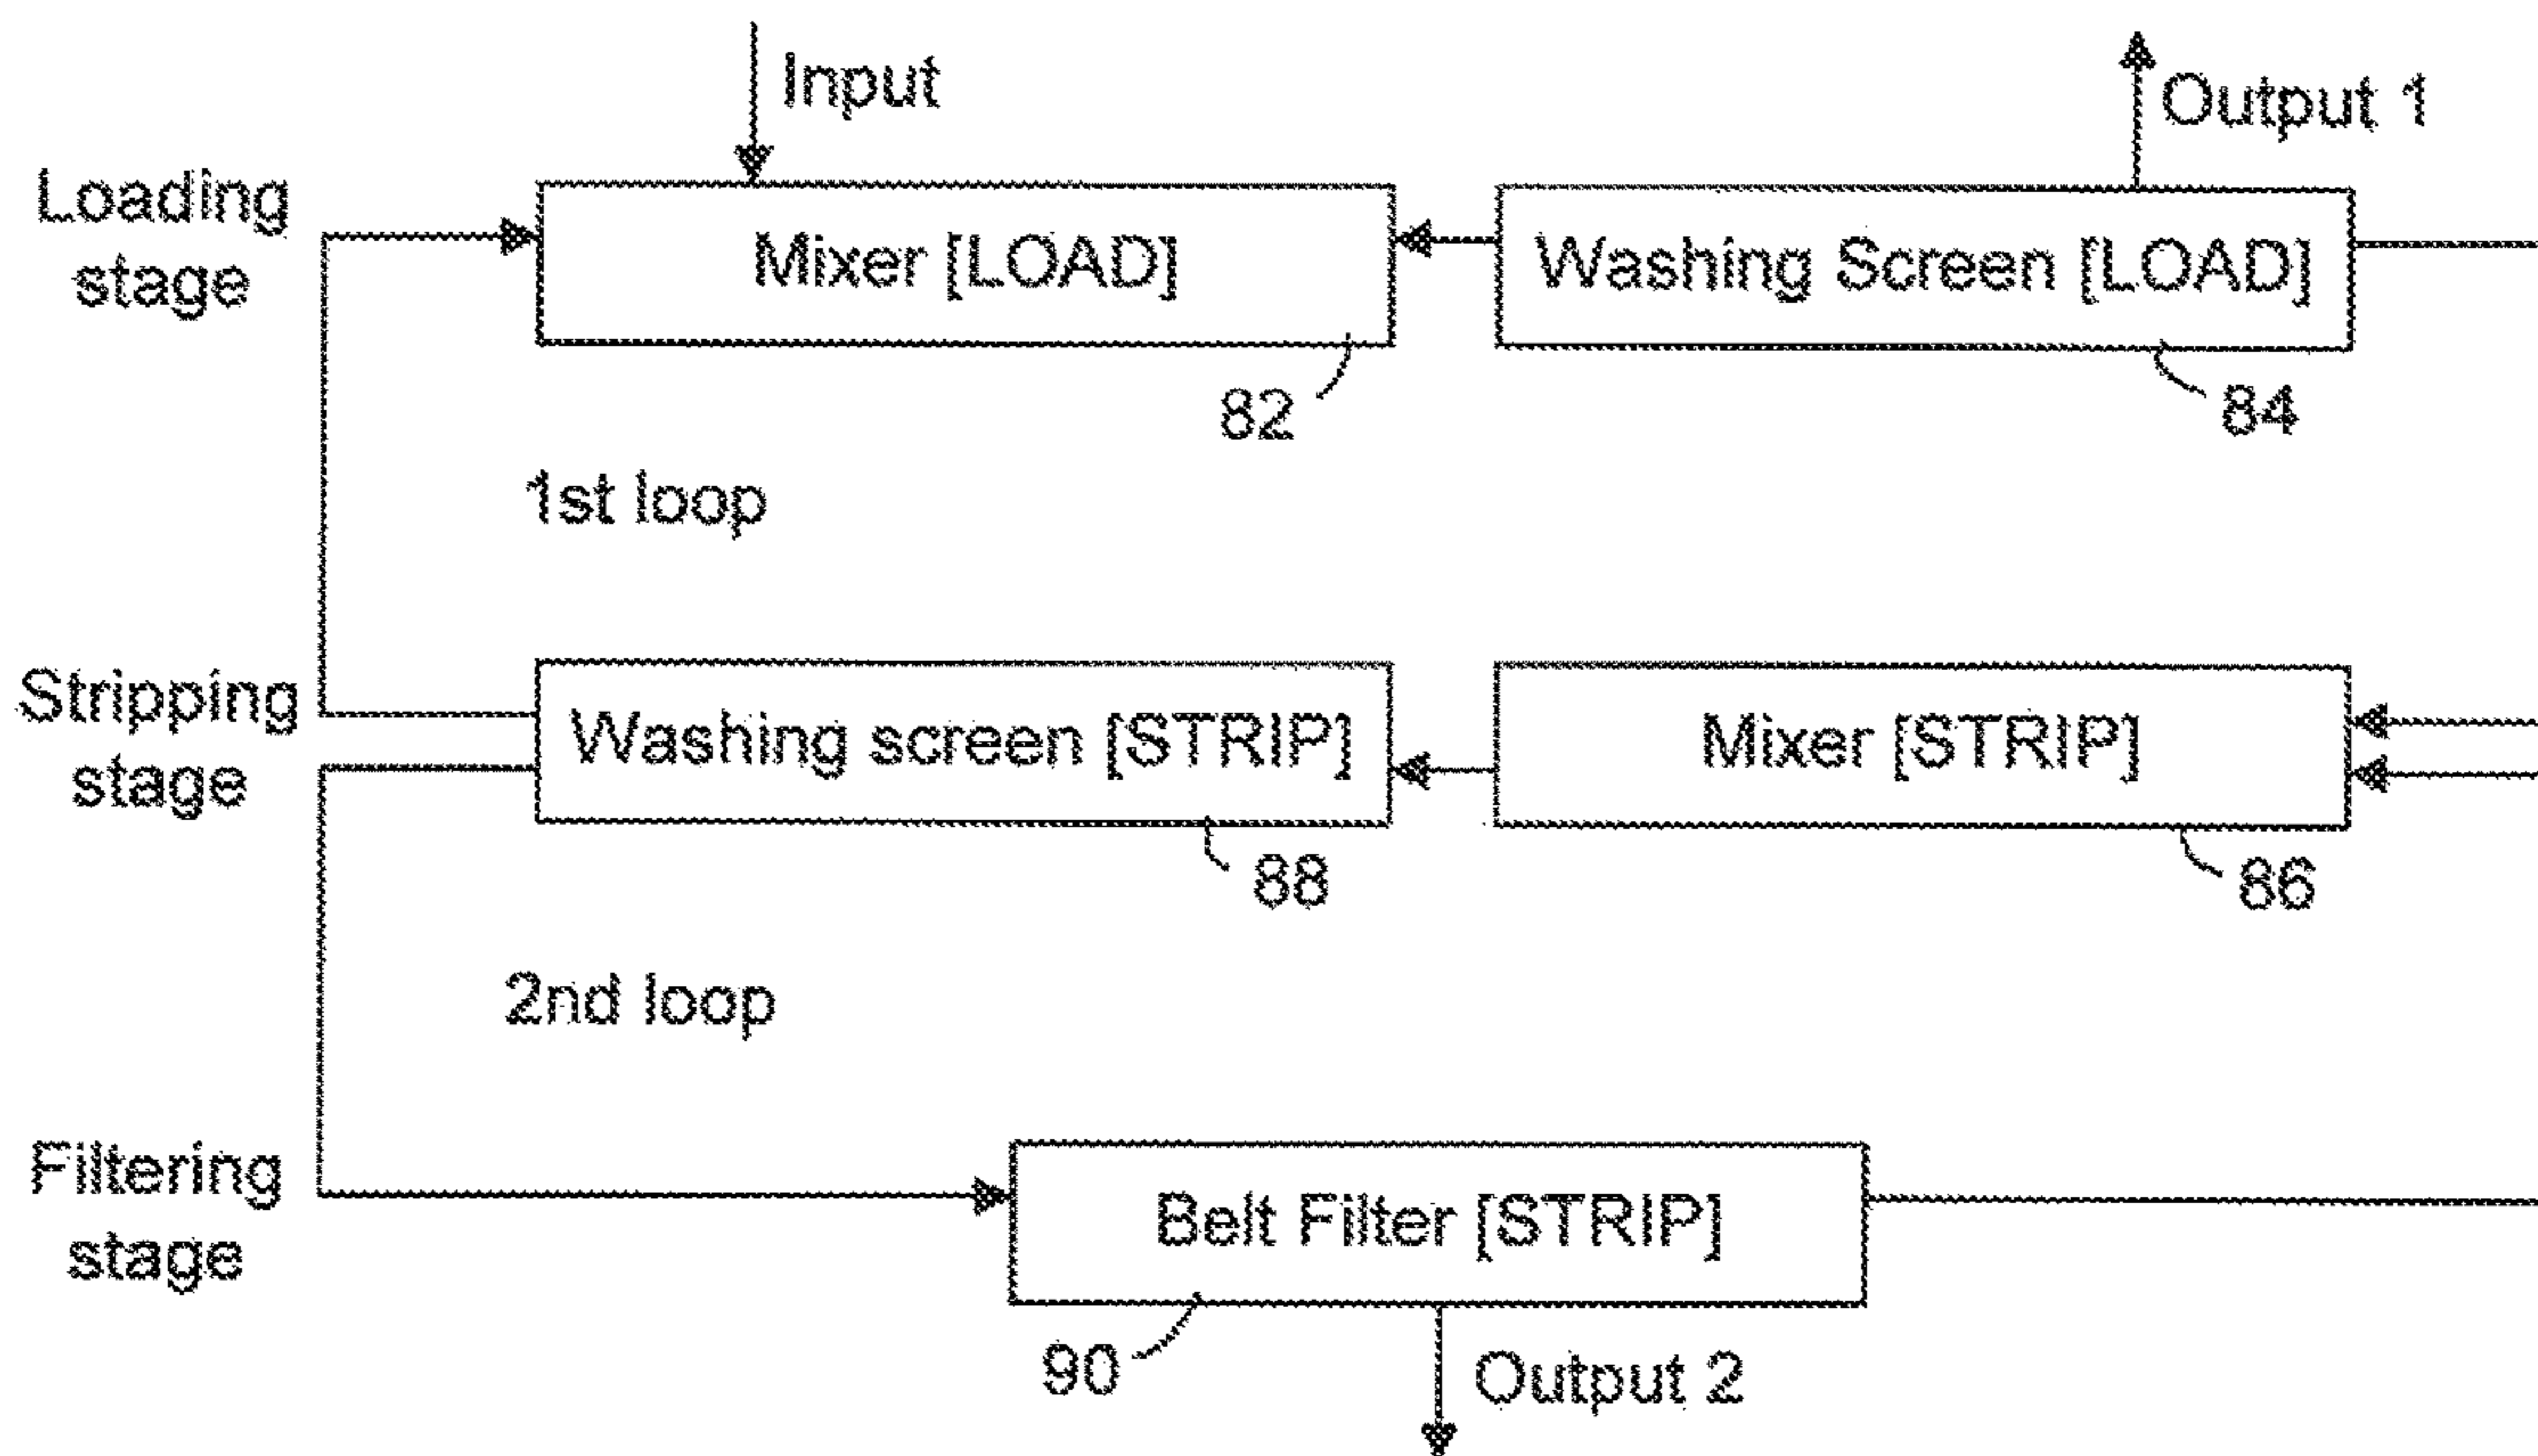 Input
Output 1
Loading
stage
Mixer [LOAD]
Washing Screen [LOAD]
82
84
1st loop
Stripping
stage
Washing screen [STRIP]
Mixer [STRIP]
88
86
2nd loop
Filtering
stage
Belt Filter [STRIP]
90
Output 2